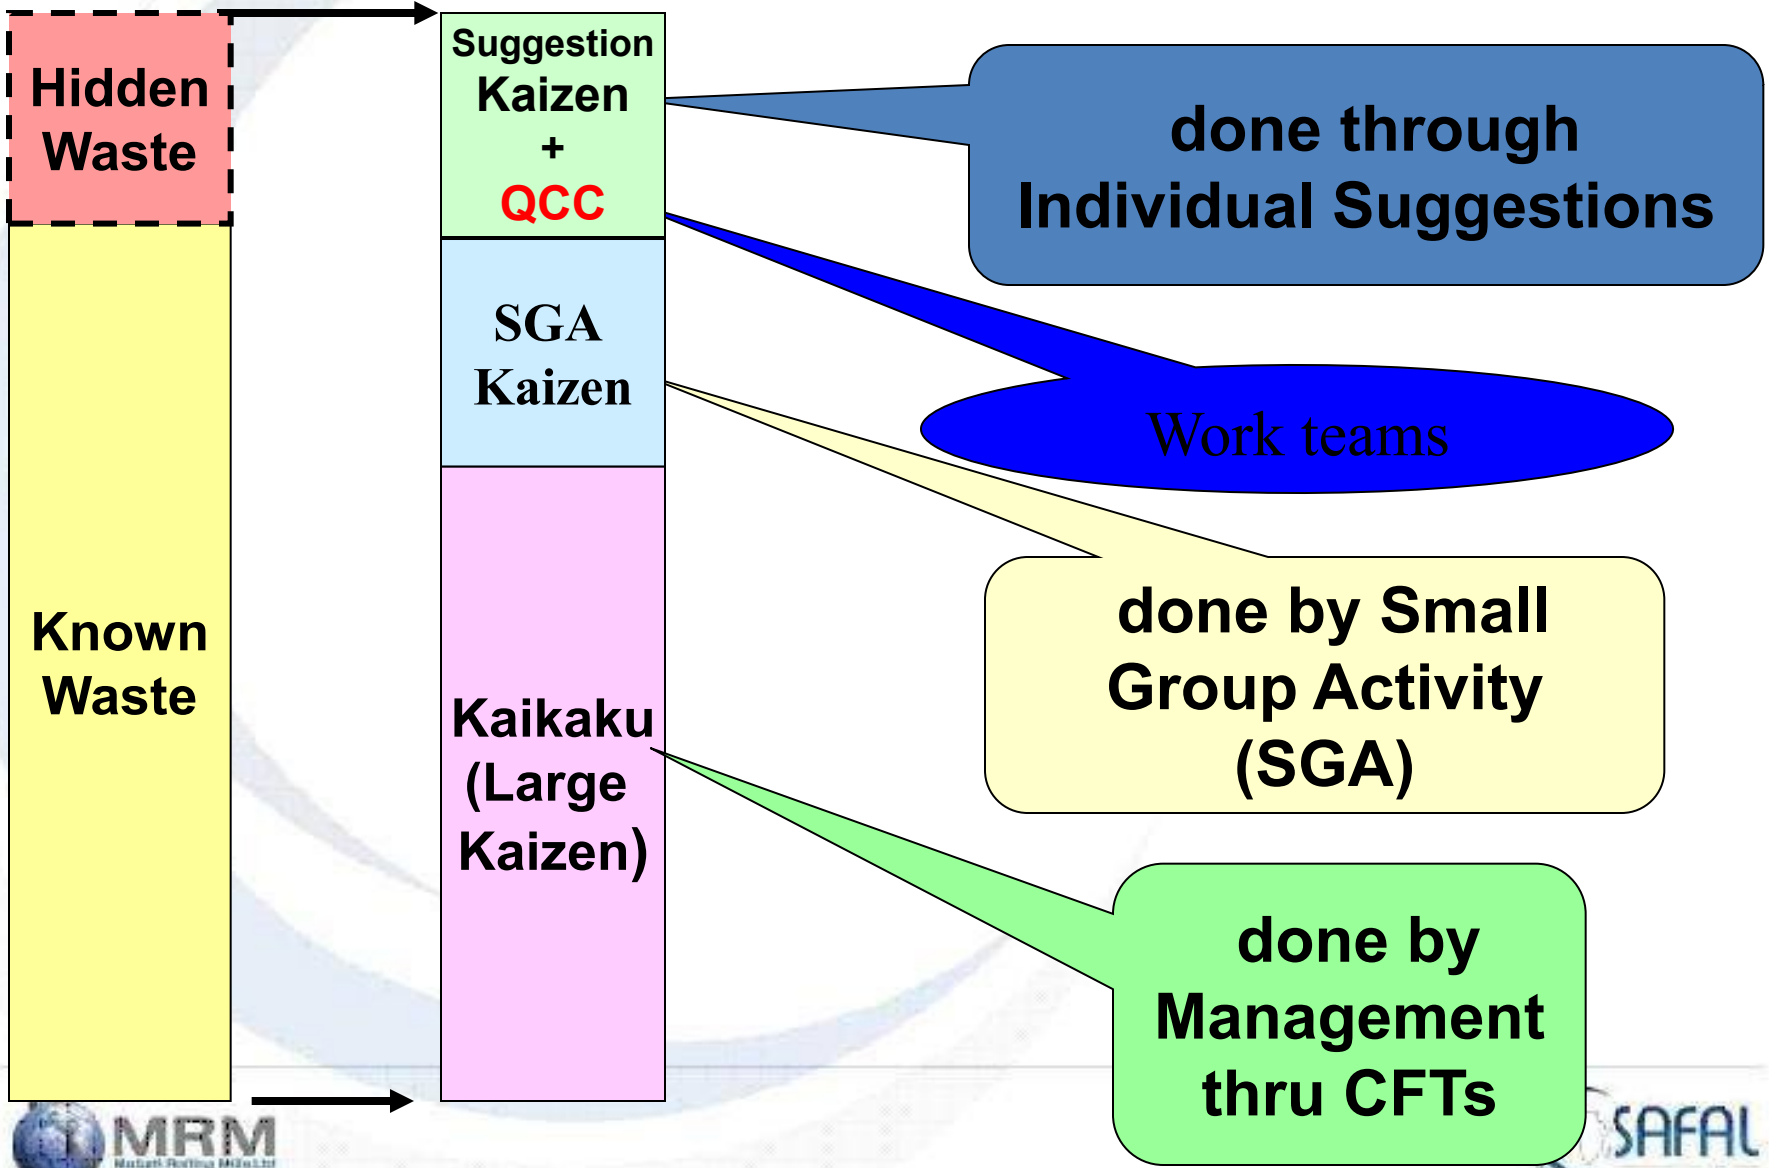 Hidden
Waste
Known
Waste
Suggestion
Kaizen
+
QCC
SGA
Kaizen
Kaikaku
(Large
Kaizen)
done through
Individual Suggestions
Work teams
done by Small
Group Activity
(SGA)
done by
Management
thru CFTs
MRM
SAFAL